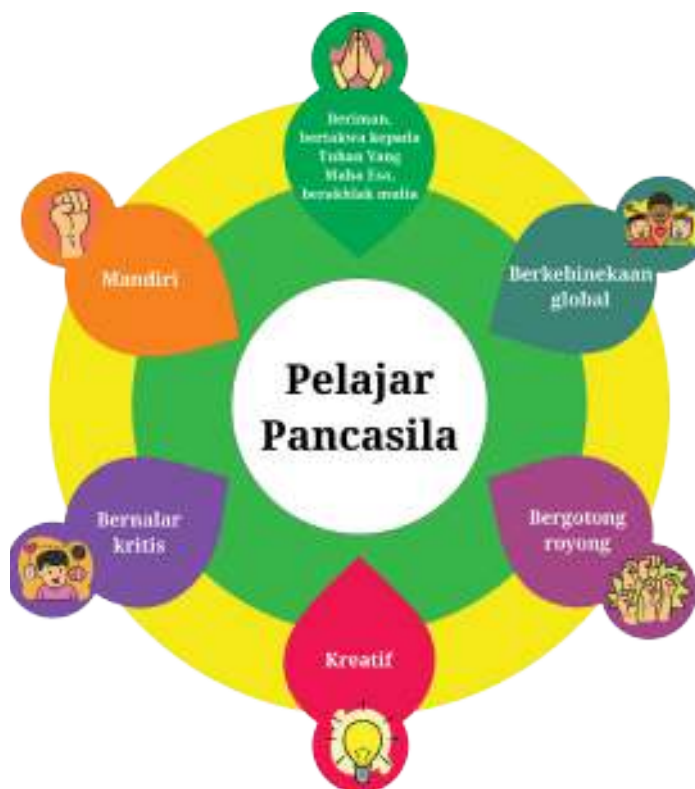 Beriman,
bertakwa kepada
Tuhan Yang
Maha Esa,
berakhlak mulia
Mandiri
Berkebinekaan
global
Pelajar
Pancasila
Bernalar
kritis
Bergotong
royong
Kreatif